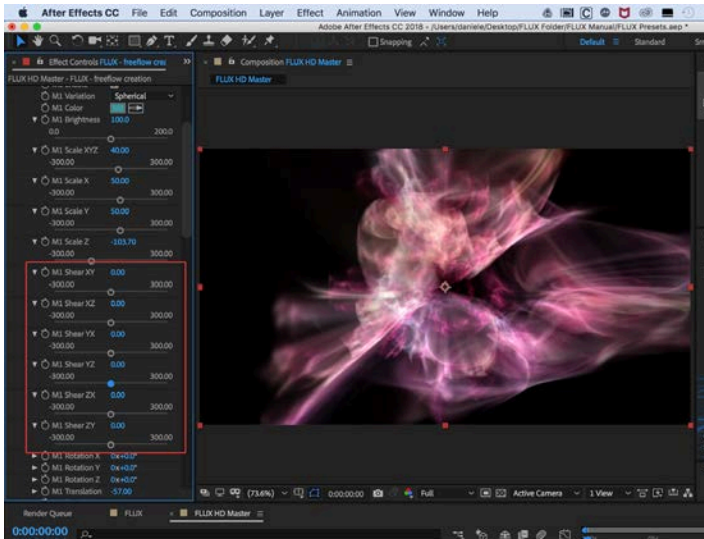 After Effects CC File Edit Composition Layer Effect Animation View Window Help
Adobe After Effects CC 2018 - /Users/daniele/Desktop/FLUX Folder/FLUX Manual/FLUX Presets.aep *
Snapping Default Standard
Effect Controls FLUX - freeflow crea
Composition FLUX HD Master
FLUX HD Master - FLUX - freeflow creation
FLUX HD Master
M1 Variation Spherical
M1 Color
M1 Brightness 100.0
0.0 200.0
M1 Scale XYZ 40.00
-300.00 300.00
M1 Scale X 50.00
-300.00 300.00
M1 Scale Y 50.00
-300.00 300.00
M1 Scale Z -103.70
-300.00 300.00
M1 Shear XY 0.00
-300.00 300.00
M1 Shear XZ 0.00
-300.00 300.00
M1 Shear YX 0.00
-300.00 300.00
M1 Shear YZ 0.00
-300.00 300.00
M1 Shear ZX 0.00
-300.00 300.00
M1 Shear ZY 0.00
-300.00 300.00
M1 Rotation X 0x+0.0°
M1 Rotation Y 0x+0.0°
M1 Rotation Z 0x+0.0°
M1 Translation -57.00
(73.6%) 0:00:00:00 Full Active Camera 1 View
Render Queue FLUX FLUX HD Master
0:00:00:00